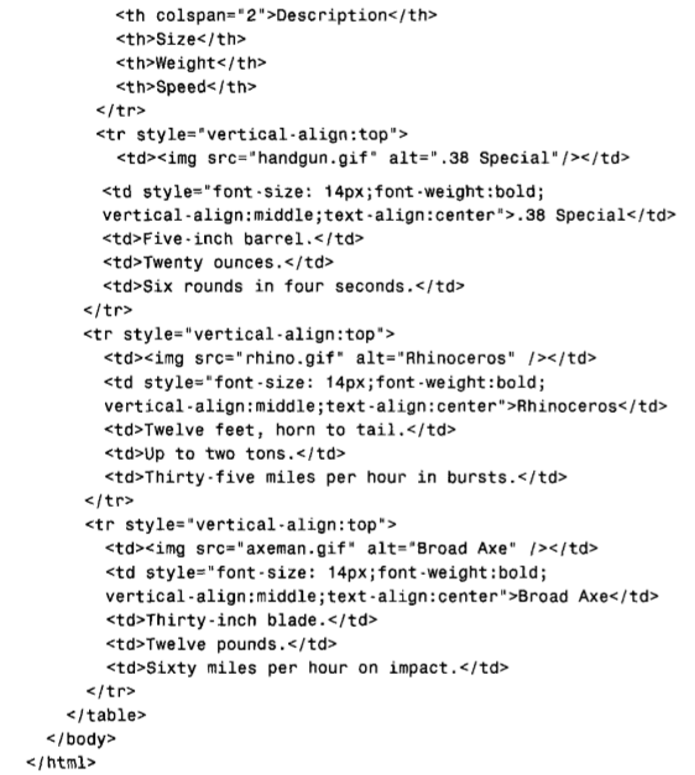 <th colspan="2">Description</th>
<th>Size</th>
<th>Weight</th>
<th>Speed</th>
</tr>
<tr style="vertical-align:top">
<td><img src="handgun.gif" alt=".38 Special"/></td>
<td style="font-size: 14px;font-weight:bold;
vertical-align:middle;text-align:center">.38 Special</td>
<td>Five-inch barrel.</td>
<td>Twenty ounces.</td>
<td>Six rounds in four seconds.</td>
</tr>
<tr style="vertical-align:top">
<td><img src="rhino.gif" alt="Rhinoceros" /></td>
<td style="font-size: 14px;font-weight:bold;
vertical-align:middle;text-align:center">Rhinoceros</td>
<td>Twelve feet, horn to tail.</td>
<td>Up to two tons.</td>
<td>Thirty-five miles per hour in bursts.</td>
</tr>
<tr style="vertical-align:top">
<td><img src="axeman.gif" alt="Broad Axe" /></td>
<td style="font-size: 14px;font-weight:bold;
vertical-align:middle;text-align:center">Broad Axe</td>
<td>Thirty-inch blade.</td>
<td>Twelve pounds.</td>
<td>Sixty miles per hour on impact.</td>
</tr>
</table>
</body>
</html>